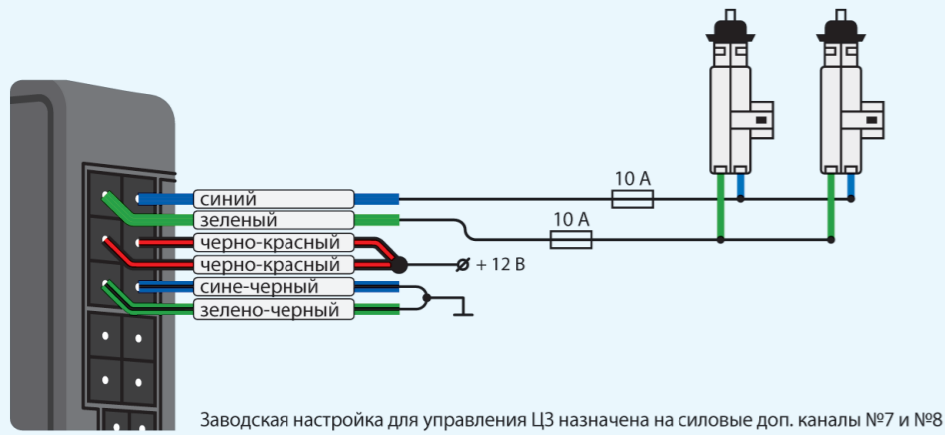 10 А
синий
зеленый
10 А
черно-красный
черно-красный
+ 12 В
сине-черный
зелено-черный
Заводская настройка для управления ЦЗ назначена на силовые доп. каналы №7 и №8